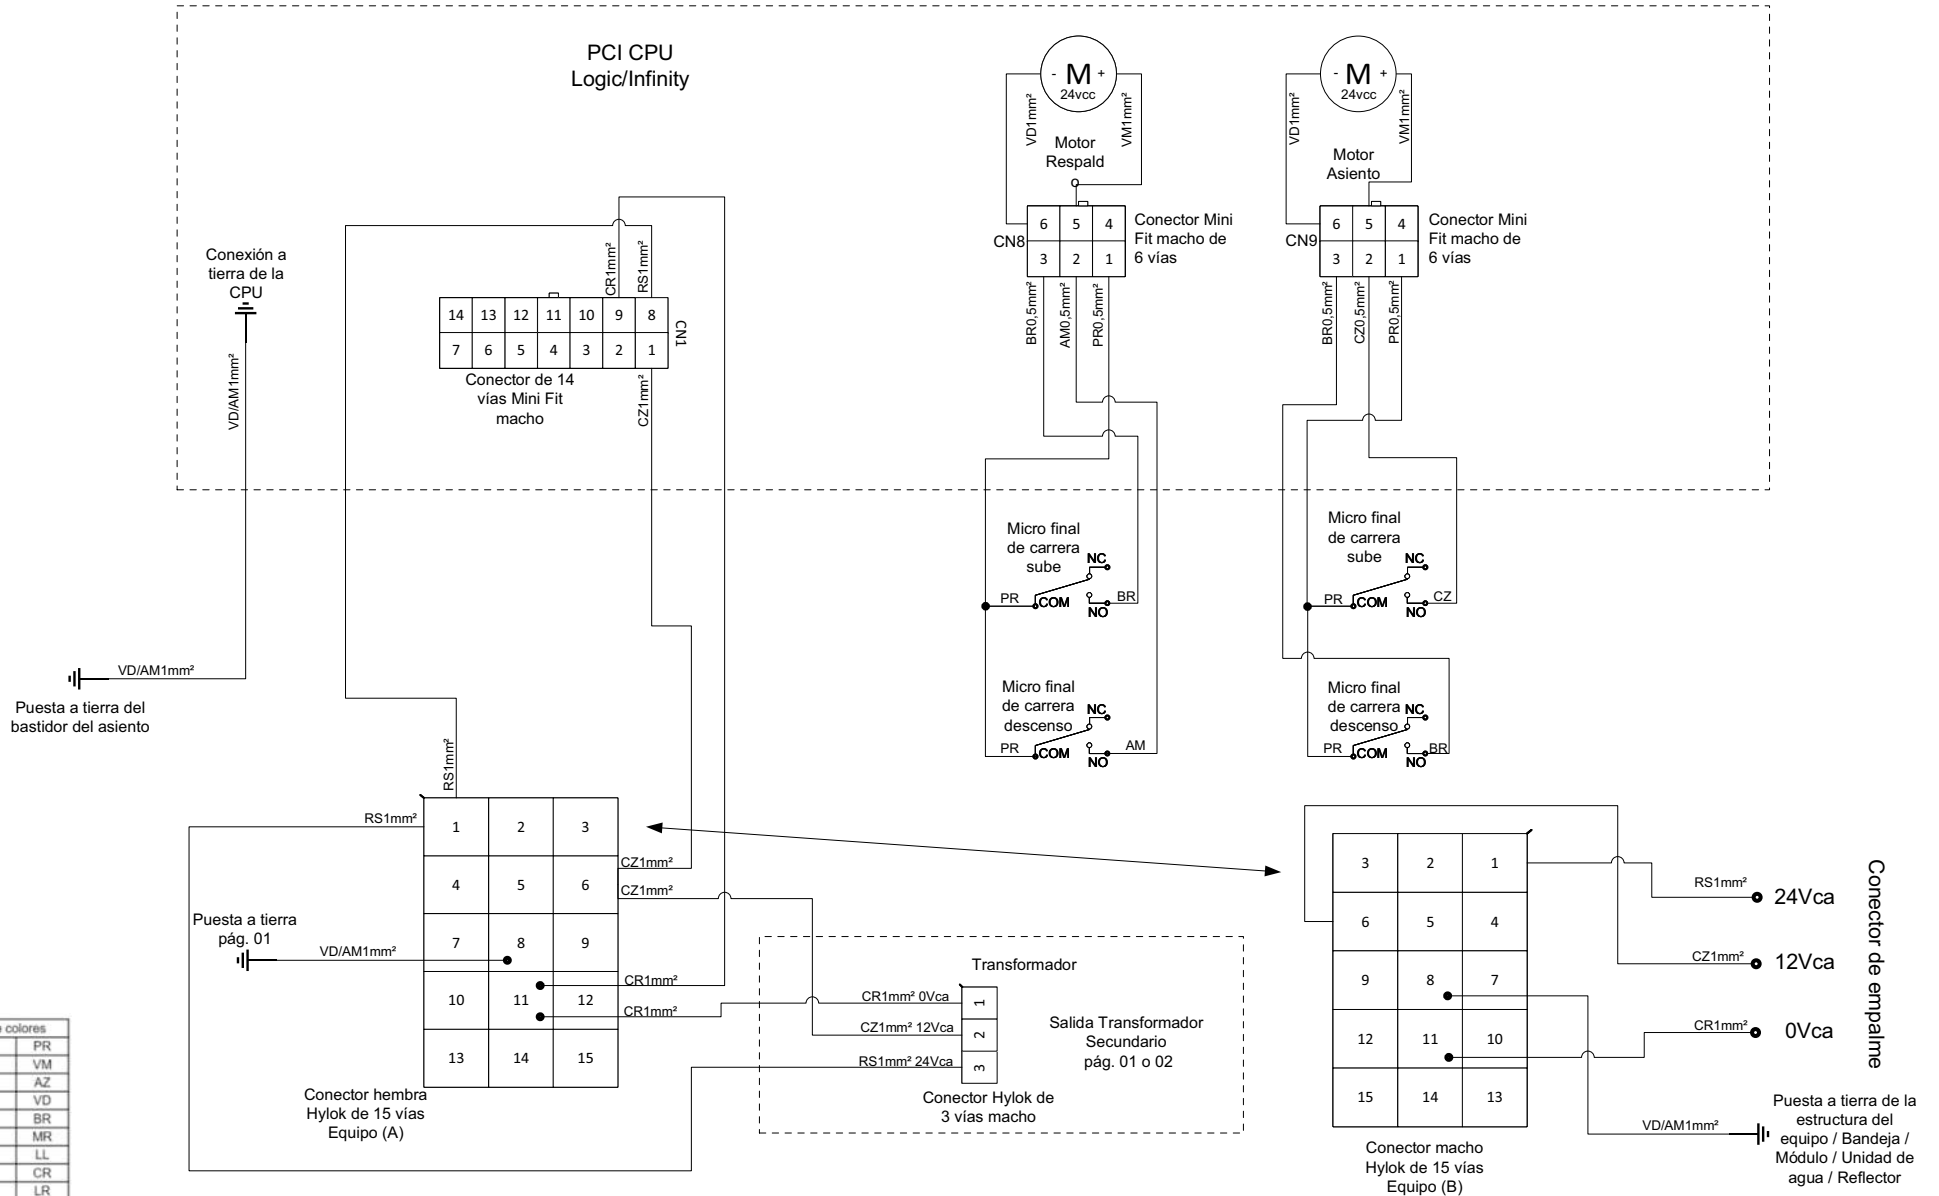 PCI CPU
Logic/Infinity
- M +
24vcc
VD1mm²
VM1mm²
Motor
Respald
o
6 5 4
3 2 1
CN8
Conector Mini
Fit macho de
6 vías
BR0,5mm²
AM0,5mm²
PR0,5mm²
- M +
24vcc
VD1mm²
VM1mm²
Motor
Asiento
6 5 4
3 2 1
CN9
Conector Mini
Fit macho de
6 vías
BR0,5mm²
CZ0,5mm²
PR0,5mm²
Conexión a
tierra de la
CPU
VD/AM1mm²
CR1mm²
RS1mm²
14 13 12 11 10 9 8
7 6 5 4 3 2 1
CN1
Conector de 14
vías Mini Fit
macho
CZ1mm²
Micro final
de carrera
sube
NC
PR
COM
BR
NO
Micro final
de carrera
descenso
NC
PR
COM
AM
NO
Micro final
de carrera
sube
NC
PR
COM
CZ
NO
Micro final
de carrera
descenso
NC
PR
COM
BR
NO
VD/AM1mm²
Puesta a tierra del
bastidor del asiento
RS1mm²
RS1mm²
1 2 3
4 5 6
7 8 9
10 11 12
13 14 15
CZ1mm²
CZ1mm²
Puesta a tierra
pág. 01
VD/AM1mm²
CR1mm²
CR1mm²
Conector hembra
Hylok de 15 vías
Equipo (A)
Transformador
CR1mm² 0Vca
CZ1mm² 12Vca
RS1mm² 24Vca
1
2
3
Salida Transformador
Secundario
pág. 01 o 02
Conector Hylok de
3 vías macho
3 2 1
6 5 4
9 8 7
12 11 10
15 14 13
Conector macho
Hylok de 15 vías
Equipo (B)
RS1mm²
24Vca
CZ1mm²
12Vca
CR1mm²
0Vca
Conector de empalme
VD/AM1mm²
Puesta a tierra de la
estructura del
equipo / Bandeja /
Módulo / Unidad de
agua / Reflector
colores
PR
VM
AZ
VD
BR
MR
LL
CR
LR